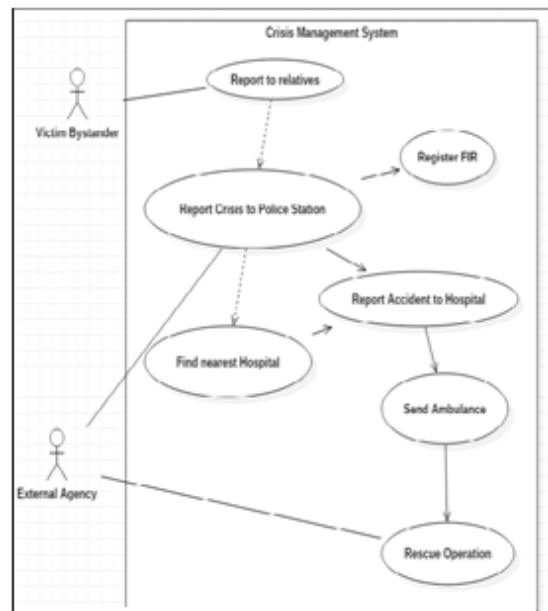 Crisis Management System
Report to relatives
Victim Bystander
Register FIR
Report Crisis to Police Station
Report Accident to Hospital
Find nearest Hospital
Send Ambulance
External Agency
Rescue Operation